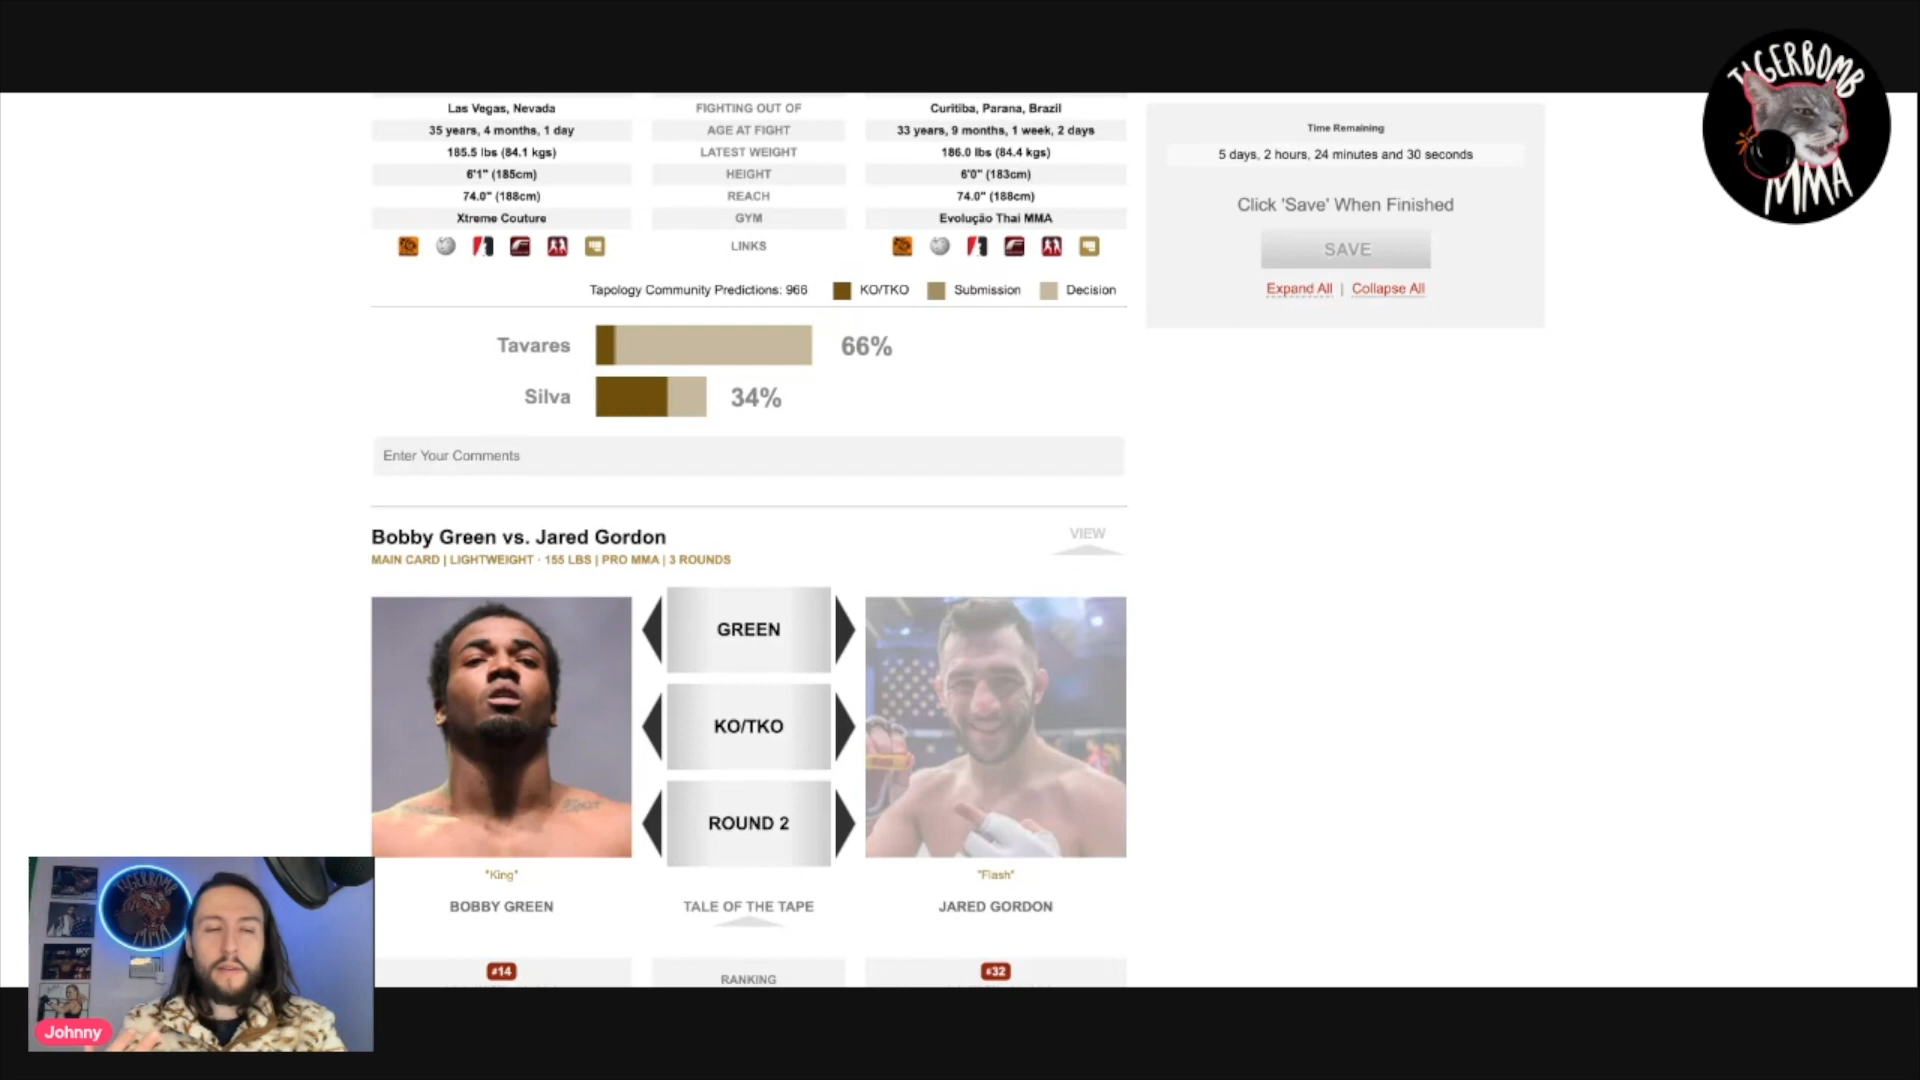 TIGERBOMB
MMA
Las Vegas, Nevada FIGHTING OUT OF Curitiba, Parana, Brazil
35 years, 4 months, 1 day AGE AT FIGHT 33 years, 9 months, 1 week, 2 days
185.5 lbs (84.1 kgs) LATEST WEIGHT 186.0 lbs (84.4 kgs)
6'1" (185cm) HEIGHT 6'0" (183cm)
74.0" (188cm) REACH 74.0" (188cm)
Xtreme Couture GYM Evolução Thai MMA
LINKS
Time Remaining
5 days, 2 hours, 24 minutes and 30 seconds
Click 'Save' When Finished
SAVE
Expand All | Collapse All
Tapology Community Predictions: 966 KO/TKO Submission Decision
Tavares 66%
Silva 34%
Enter Your Comments
Bobby Green vs. Jared Gordon
VIEW
MAIN CARD | LIGHTWEIGHT · 155 LBS | PRO MMA | 3 ROUNDS
GREEN
KO/TKO
ROUND 2
"King" "Flash"
BOBBY GREEN TALE OF THE TAPE JARED GORDON
#14 RANKING #32
TIGERBOMB
MMA
Johnny